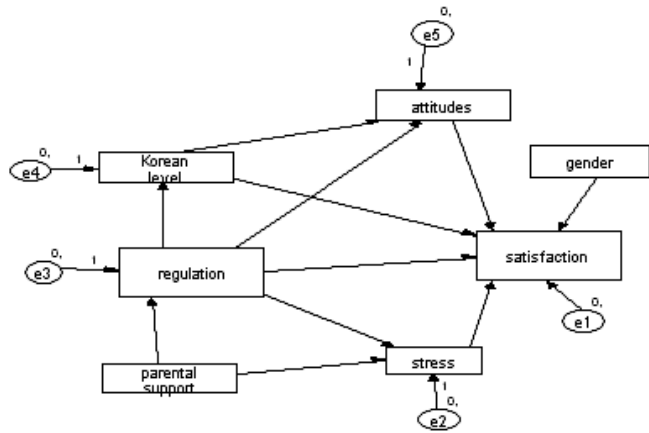 0,
e5
1
attitudes
0,
e4
1
Korean
level
gender
0,
e3
1
regulation
satisfaction
0,
e1
parental
support
stress
1
0,
e2